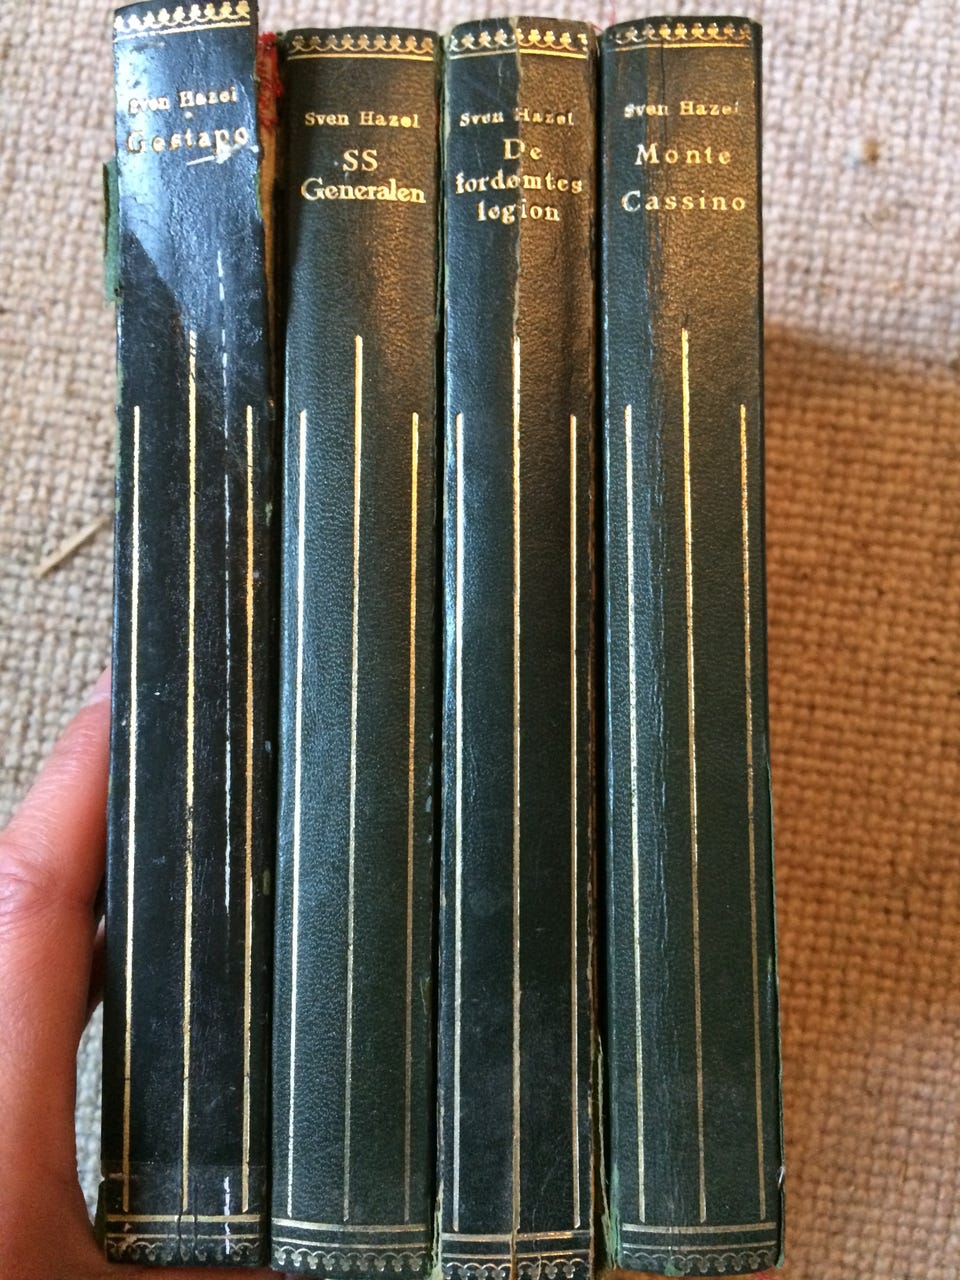 Sven Hazel
Gestapo
Sven Hazel
SS
Generalen
Sven Hazel
De
fordømtes
legion
Sven Hazel
Monte
Cassino